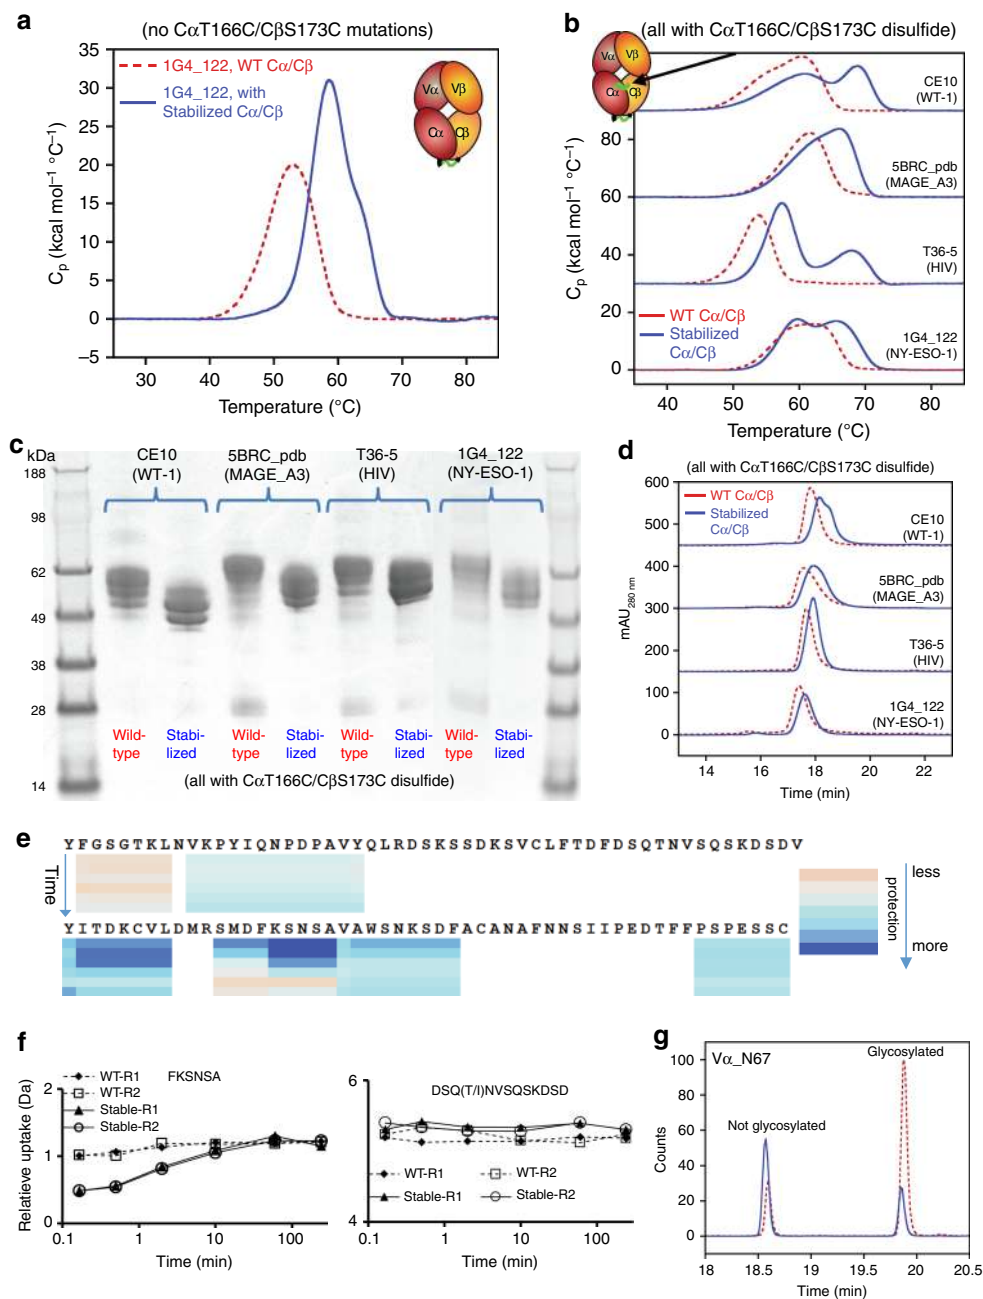 a
(no CαT166C/CβS173C mutations)
1G4_122, WT Cα/Cβ
1G4_122, with
Stabilized Cα/Cβ
Vα Vβ
Cα Cβ
Cp (kcal mol–1 °C–1)
35
30
25
20
15
10
5
0
–5
30 40 50 60 70 80
Temperature (°C)
b
(all with CαT166C/CβS173C disulfide)
Vα Vβ
Cα Cβ
CE10
(WT-1)
5BRC_pdb
(MAGE_A3)
T36-5
(HIV)
1G4_122
(NY-ESO-1)
WT Cα/Cβ
Stabilized
Cα/Cβ
Cp (kcal mol–1 °C–1)
80
60
40
20
0
40 50 60 70 80
Temperature (°C)
c
kDa
188
98
62
49
38
28
14
CE10
(WT-1)
5BRC_pdb
(MAGE_A3)
T36-5
(HIV)
1G4_122
(NY-ESO-1)
Wild-
type
Stabi-
lized
Wild-
type
Stabi-
lized
Wild-
type
Stabi-
lized
Wild-
type
Stabi-
lized
(all with CαT166C/CβS173C disulfide)
d
(all with CαT166C/CβS173C disulfide)
WT Cα/Cβ
Stabilized
Cα/Cβ
CE10
(WT-1)
5BRC_pdb
(MAGE_A3)
T36-5
(HIV)
1G4_122
(NY-ESO-1)
mAU280 nm
600
500
400
300
200
100
0
14 16 18 20 22
Time (min)
e
YFGSGTKLNVKPYIQNPDPAVYQLRDSKSSDKSVCLFTDFDSQTNVSQSKDSDV
Time
YITDKCVLDMRSMDFKSNSAVAWSNKSDFACANAFNNSIIPEDTFFPSPESSC
less
protection
more
f
WT-R1
WT-R2
Stable-R1
Stable-R2
FKSNSA
Relatieve uptake (Da)
2
1
0
0.1 1 10 100
Time (min)
DSQ(T/I)NVSQSKDSD
WT-R1
WT-R2
Stable-R1
Stable-R2
6
4
0.1 1 10 100
Time (min)
g
Vα_N67
Glycosylated
Not glycosylated
Counts
100
80
60
40
20
0
18 18.5 19 19.5 20 20.5
Time (min)